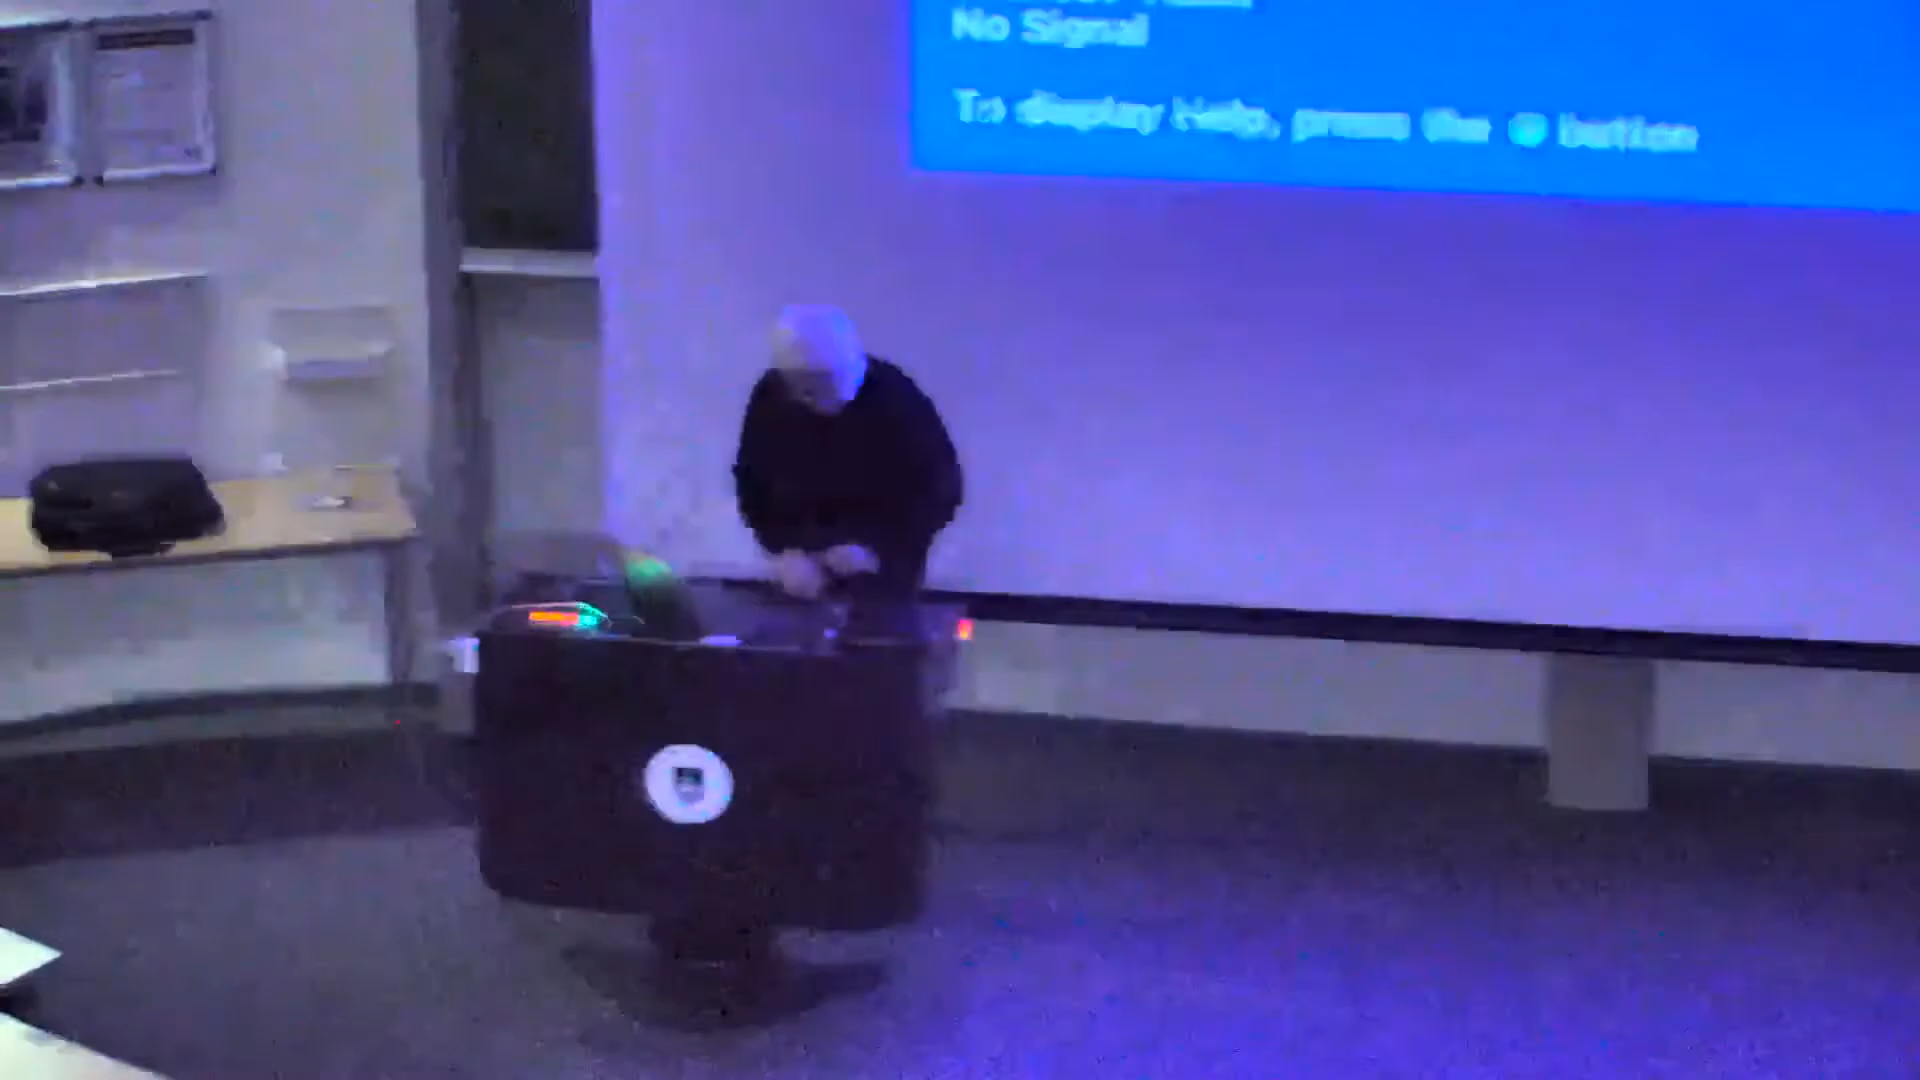 No Signal
To display Help, press the button